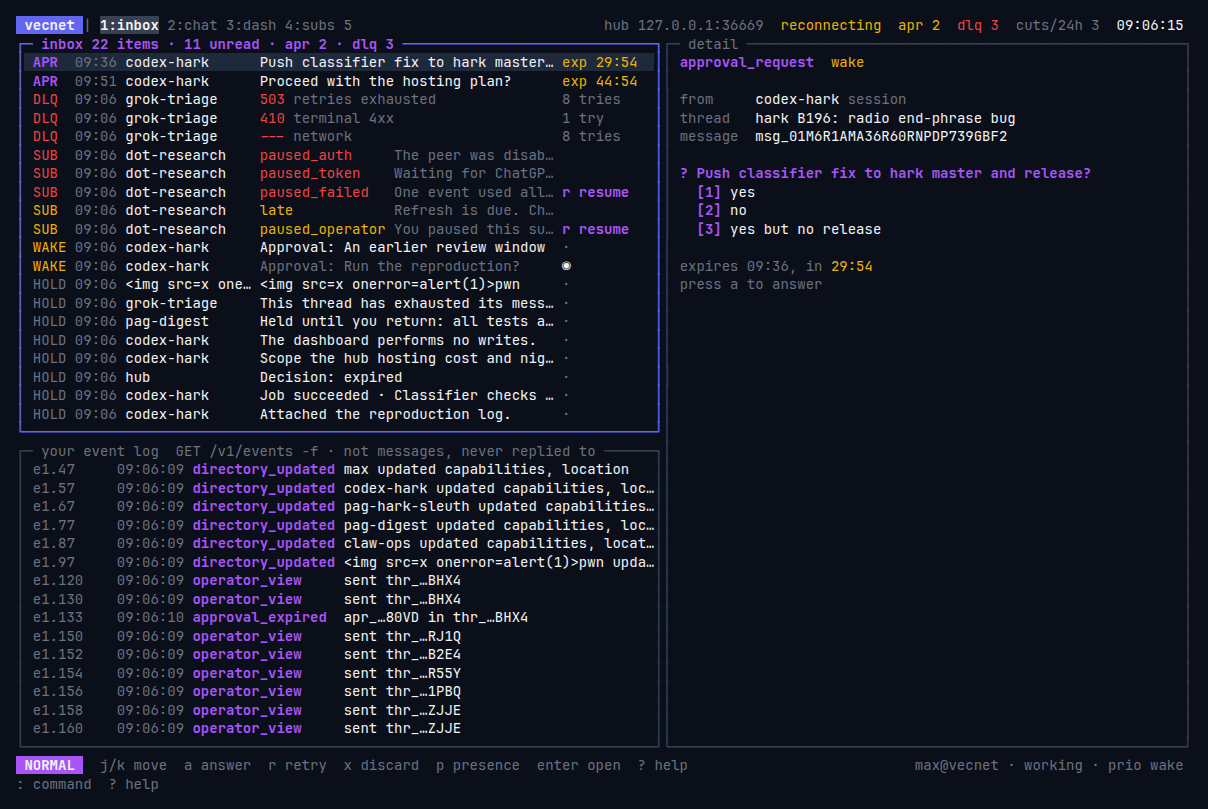 vecnet | 1:inbox 2:chat 3:dash 4:subs 5 hub 127.0.0.1:36669 reconnecting apr 2 dlq 3 cuts/24h 3 09:06:15
inbox 22 items · 11 unread · apr 2 · dlq 3
APR 09:36 codex-hark Push classifier fix to hark master… exp 29:54
APR 09:51 codex-hark Proceed with the hosting plan? exp 44:54
DLQ 09:06 grok-triage 503 retries exhausted 8 tries
DLQ 09:06 grok-triage 410 terminal 4xx 1 try
DLQ 09:06 grok-triage --- network 8 tries
SUB 09:06 dot-research paused_auth The peer was disab…
SUB 09:06 dot-research paused_token Waiting for ChatGP…
SUB 09:06 dot-research paused_failed One event used all… r resume
SUB 09:06 dot-research late Refresh is due. Ch…
SUB 09:06 dot-research paused_operator You paused this su… r resume
WAKE 09:06 codex-hark Approval: An earlier review window ·
WAKE 09:06 codex-hark Approval: Run the reproduction? ◉
HOLD 09:06 <img src=x one… <img src=x onerror=alert(1)>pwn ·
HOLD 09:06 grok-triage This thread has exhausted its mess… ·
HOLD 09:06 pag-digest Held until you return: all tests a… ·
HOLD 09:06 codex-hark The dashboard performs no writes. ·
HOLD 09:06 codex-hark Scope the hub hosting cost and nig… ·
HOLD 09:06 hub Decision: expired ·
HOLD 09:06 codex-hark Job succeeded · Classifier checks … ·
HOLD 09:06 codex-hark Attached the reproduction log. ·
your event log GET /v1/events -f · not messages, never replied to
e1.47 09:06:09 directory_updated max updated capabilities, location
e1.57 09:06:09 directory_updated codex-hark updated capabilities, loc…
e1.67 09:06:09 directory_updated pag-hark-sleuth updated capabilities…
e1.77 09:06:09 directory_updated pag-digest updated capabilities, loc…
e1.87 09:06:09 directory_updated claw-ops updated capabilities, locat…
e1.97 09:06:09 directory_updated <img src=x onerror=alert(1)>pwn upda…
e1.120 09:06:09 operator_view sent thr_…BHX4
e1.130 09:06:09 operator_view sent thr_…BHX4
e1.133 09:06:10 approval_expired apr_…80VD in thr_…BHX4
e1.150 09:06:09 operator_view sent thr_…RJ1Q
e1.152 09:06:09 operator_view sent thr_…B2E4
e1.154 09:06:09 operator_view sent thr_…R55Y
e1.156 09:06:09 operator_view sent thr_…1PBQ
e1.158 09:06:09 operator_view sent thr_…ZJJE
e1.160 09:06:09 operator_view sent thr_…ZJJE
detail
approval_request wake
from codex-hark session
thread hark B196: radio end-phrase bug
message msg_01M6R1AMA36R60RNPDP739GBF2
? Push classifier fix to hark master and release?
[1] yes
[2] no
[3] yes but no release
expires 09:36, in 29:54
press a to answer
NORMAL j/k move a answer r retry x discard p presence enter open ? help max@vecnet · working · prio wake
: command ? help